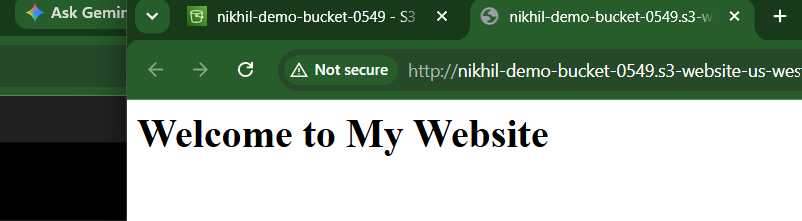 Ask Gemin
nikhil-demo-bucket-0549 - S3
nikhil-demo-bucket-0549.s3-w
Not secure
http://nikhil-demo-bucket-0549.s3-website-us-west
Welcome to My Website